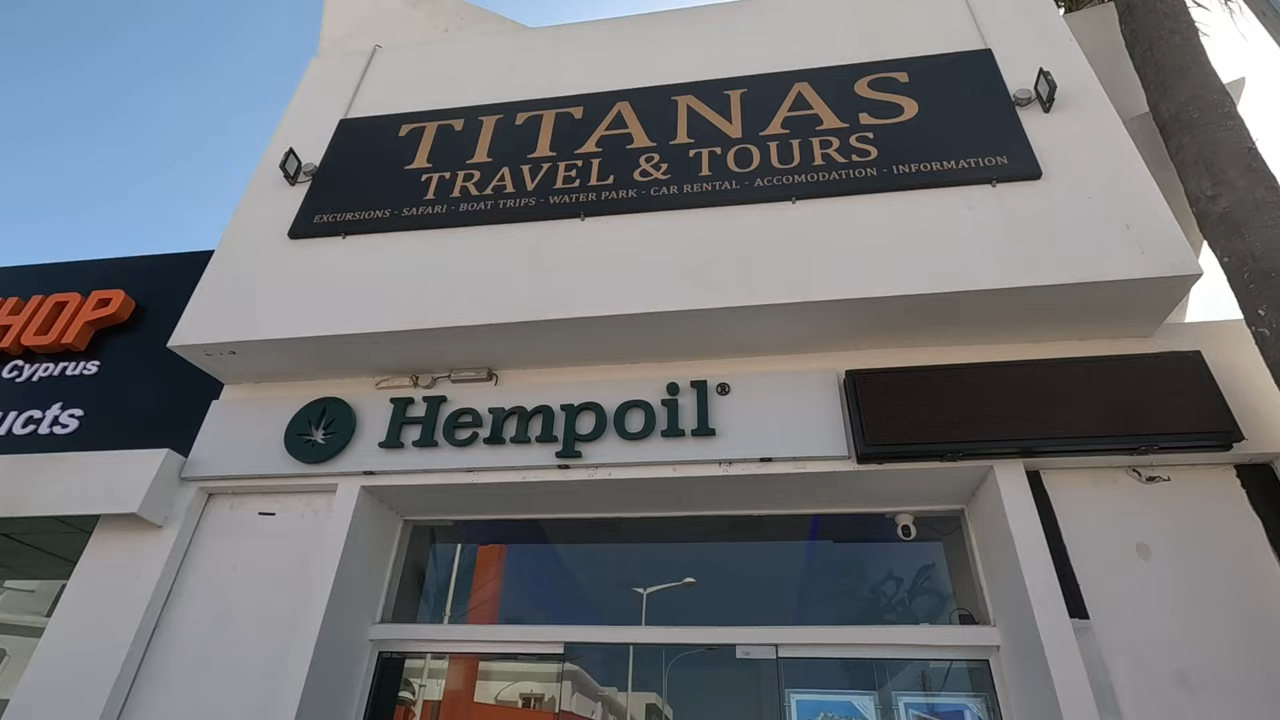 TITANAS
TRAVEL & TOURS
EXCURSIONS - SAFARI - BOAT TRIPS - WATER PARK - CAR RENTAL - ACCOMODATION - INFORMATION
HOP
Cyprus
ucts
Hempoil®